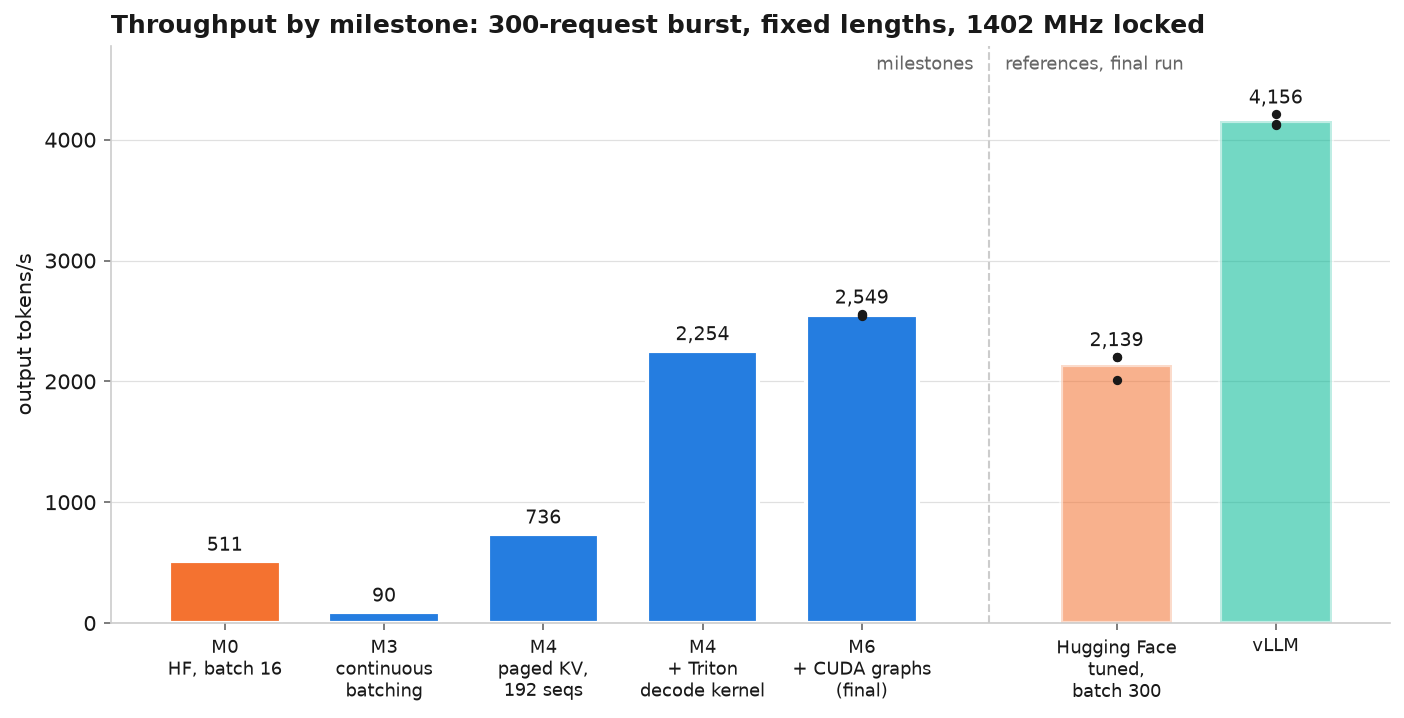 Throughput by milestone: 300-request burst, fixed lengths, 1402 MHz locked
milestones
references, final run
output tokens/s
4000
3000
2000
1000
0
511
90
736
2,254
2,549
2,139
4,156
M0
HF, batch 16
M3
continuous
batching
M4
paged KV,
192 seqs
M4
+ Triton
decode kernel
M6
+ CUDA graphs
(final)
Hugging Face
tuned,
batch 300
vLLM